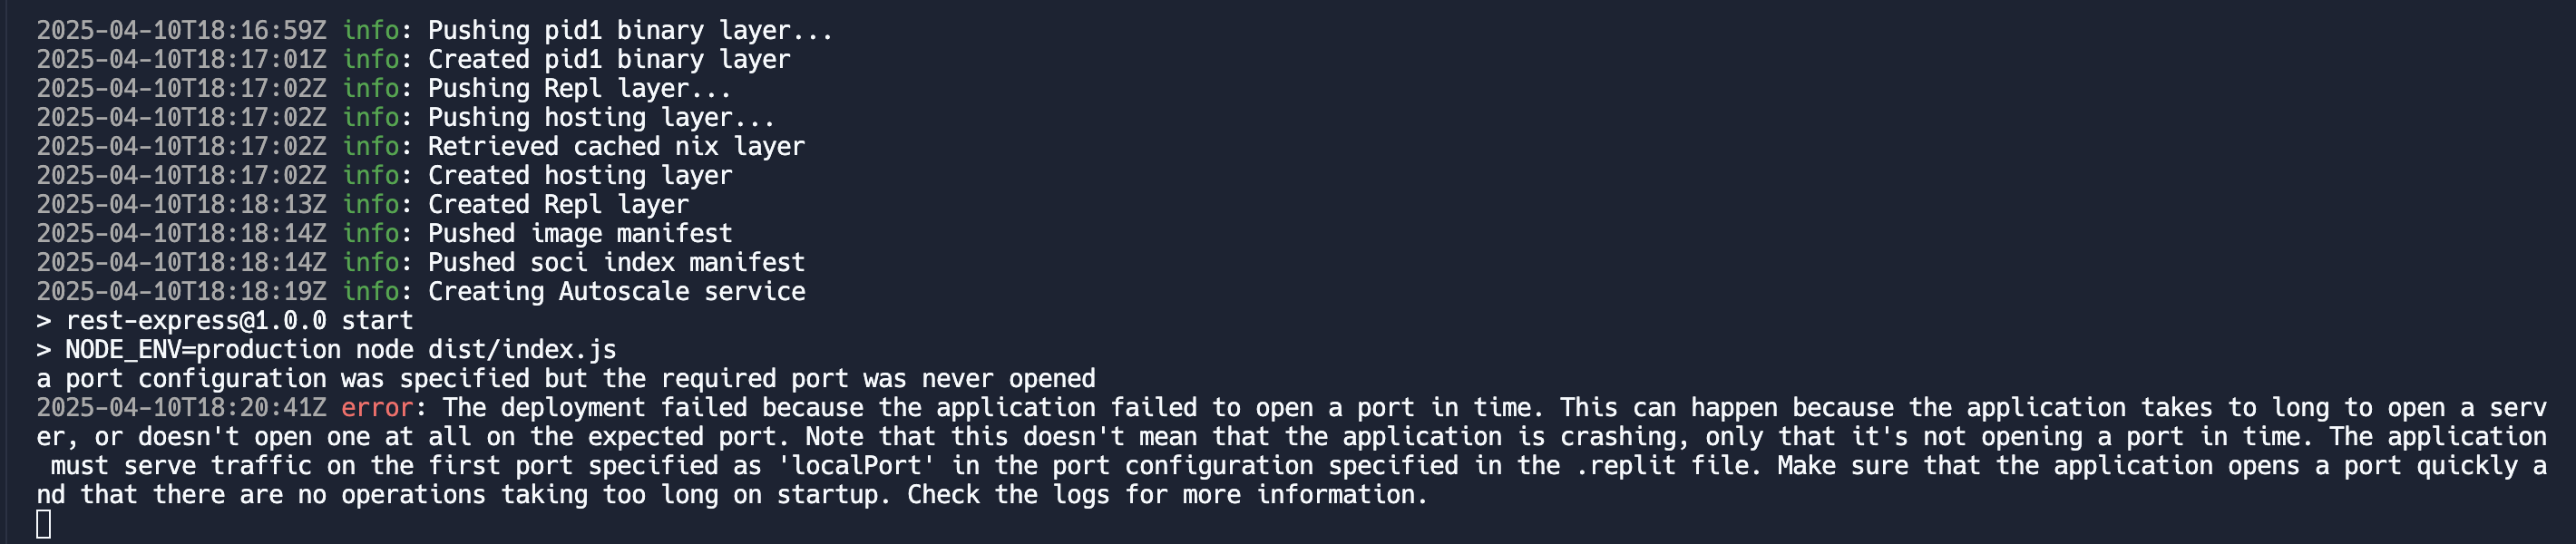 2025-04-10T18:16:59Z info: Pushing pid1 binary layer...
2025-04-10T18:17:01Z info: Created pid1 binary layer
2025-04-10T18:17:02Z info: Pushing Repl layer...
2025-04-10T18:17:02Z info: Pushing hosting layer...
2025-04-10T18:17:02Z info: Retrieved cached nix layer
2025-04-10T18:17:02Z info: Created hosting layer
2025-04-10T18:18:13Z info: Created Repl layer
2025-04-10T18:18:14Z info: Pushed image manifest
2025-04-10T18:18:14Z info: Pushed soci index manifest
2025-04-10T18:18:19Z info: Creating Autoscale service
> rest-express@1.0.0 start
> NODE_ENV=production node dist/index.js
a port configuration was specified but the required port was never opened
2025-04-10T18:20:41Z error: The deployment failed because the application failed to open a port in time. This can happen because the application takes to long to open a serv
er, or doesn't open one at all on the expected port. Note that this doesn't mean that the application is crashing, only that it's not opening a port in time. The application
 must serve traffic on the first port specified as 'localPort' in the port configuration specified in the .replit file. Make sure that the application opens a port quickly a
nd that there are no operations taking too long on startup. Check the logs for more information.